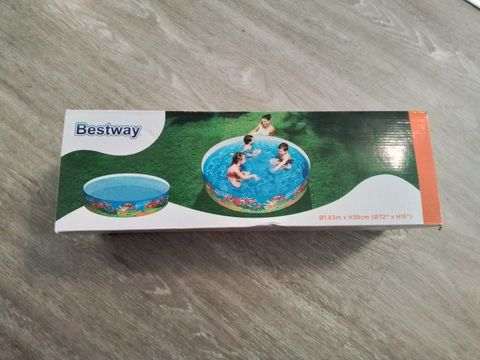 Bestway
Ø1.83m x H38cm (Ø72" x H15")